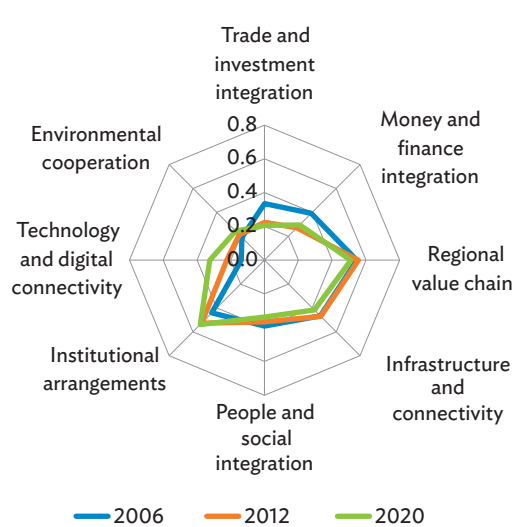 Trade and
investment
integration
Money and
finance
integration
Regional
value chain
Infrastructure
and
connectivity
People and
social
integration
Institutional
arrangements
Technology
and digital
connectivity
Environmental
cooperation
0.8
0.6
0.4
0.2
0.0
2006 2012 2020